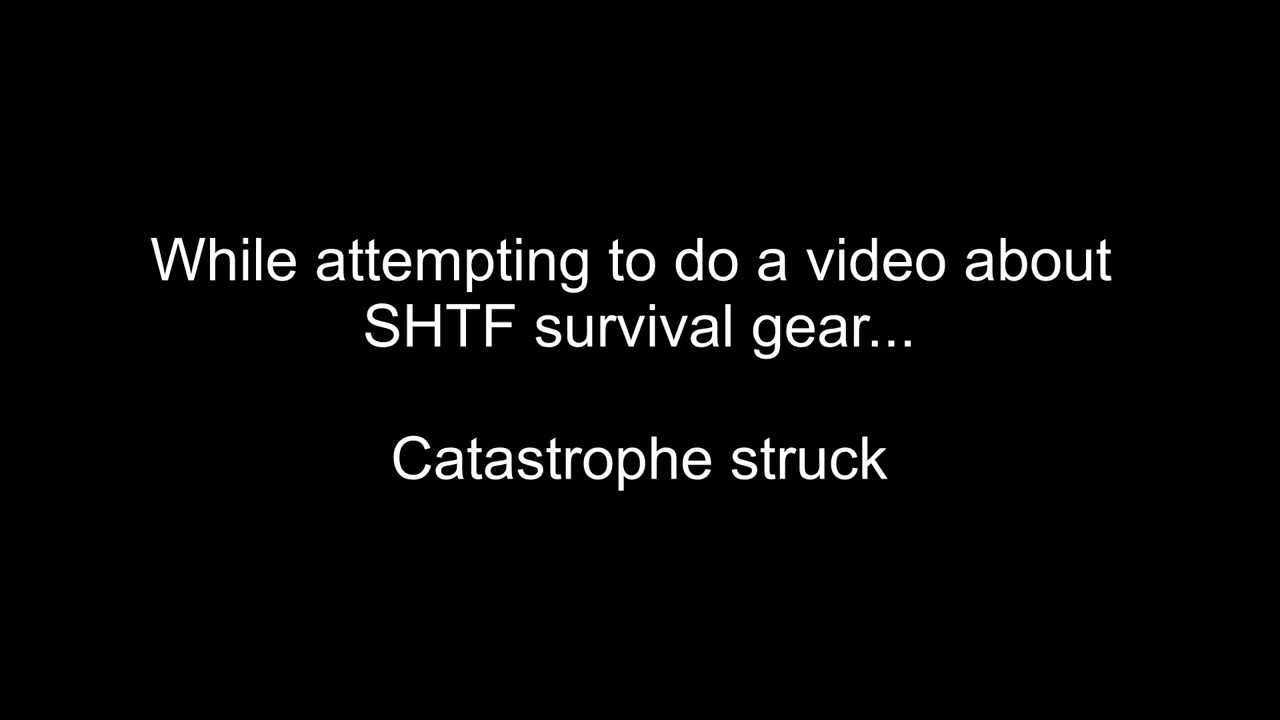 While attempting to do a video about
SHTF survival gear...
Catastrophe struck